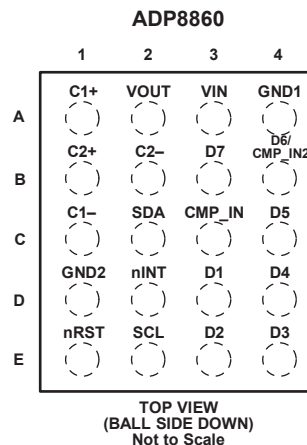 ADP8860
1 2 3 4
A
C1+ VOUT VIN GND1
B
C2+ C2– D7 D6/
CMP_IN2
C
C1– SDA CMP_IN D5
D
GND2 nINT D1 D4
E
nRST SCL D2 D3
TOP VIEW
(BALL SIDE DOWN)
Not to Scale